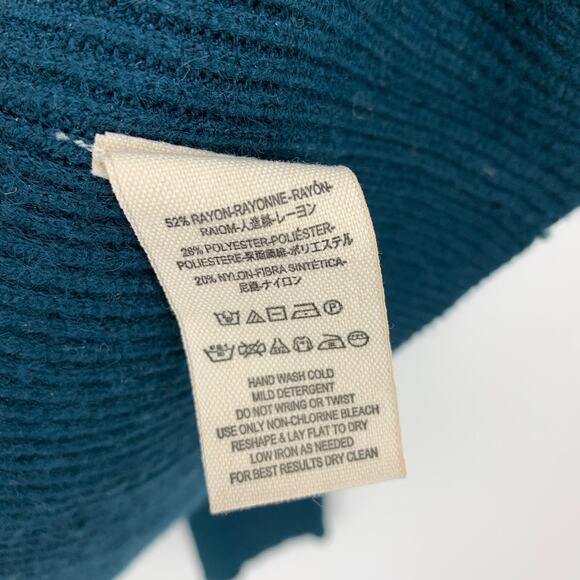 52% RAYON-RAYONNE-RAYÓN-
RAIOM-人造絲-レーヨン
28% POLYESTER-POLIÉSTER-
POLIESTERE-聚酯纖維-ポリエステル
20% NYLON-FIBRA SINTÉTICA-
尼龍-ナイロン
HAND WASH COLD
MILD DETERGENT
DO NOT WRING OR TWIST
USE ONLY NON-CHLORINE BLEACH
RESHAPE & LAY FLAT TO DRY
LOW IRON AS NEEDED
FOR BEST RESULTS DRY CLEAN